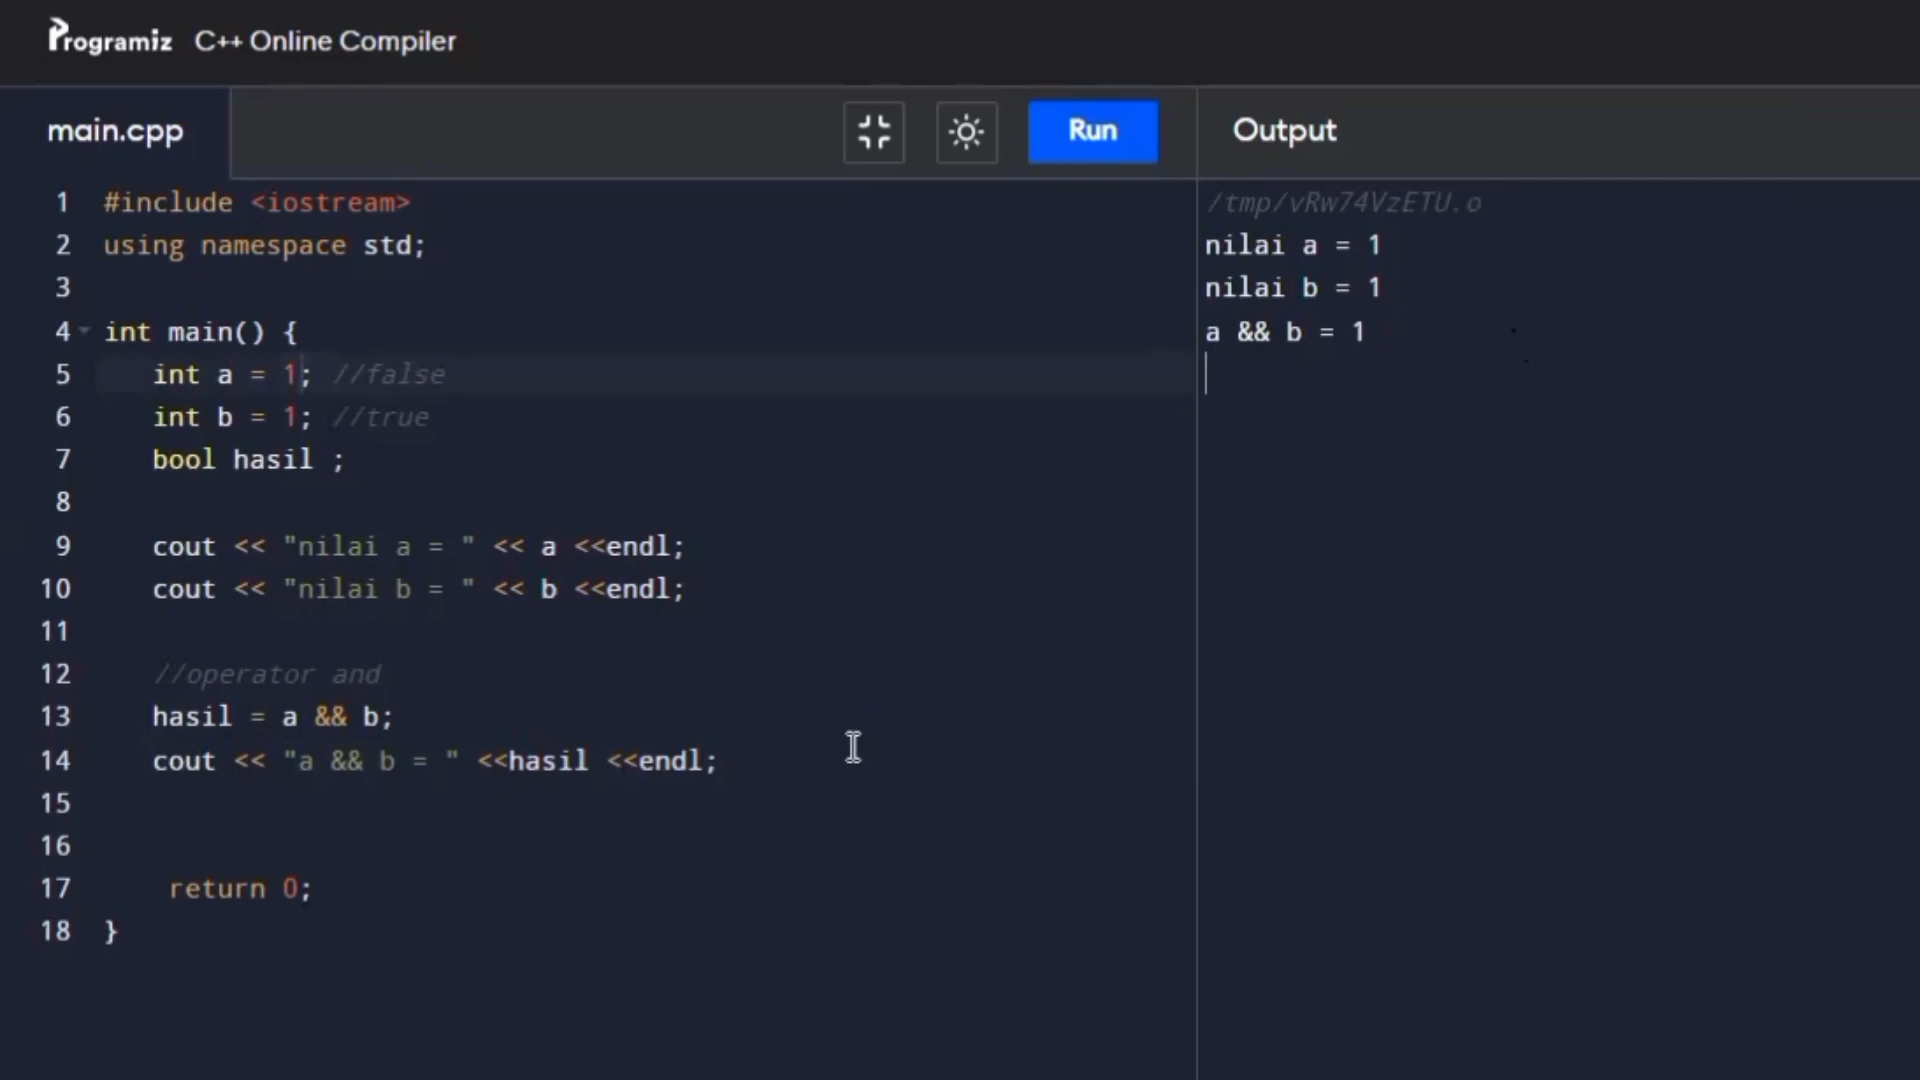 Programiz C++ Online Compiler
main.cpp
Run
Output
1 #include <iostream>
2 using namespace std;
3
4 int main() {
5 int a = 1; //false
6 int b = 1; //true
7 bool hasil ;
8
9 cout << "nilai a = " << a <<endl;
10 cout << "nilai b = " << b <<endl;
11
12 //operator and
13 hasil = a && b;
14 cout << "a && b = " <<hasil <<endl;
15
16
17 return 0;
18 }
/tmp/vRw74VzETU.o
nilai a = 1
nilai b = 1
a && b = 1